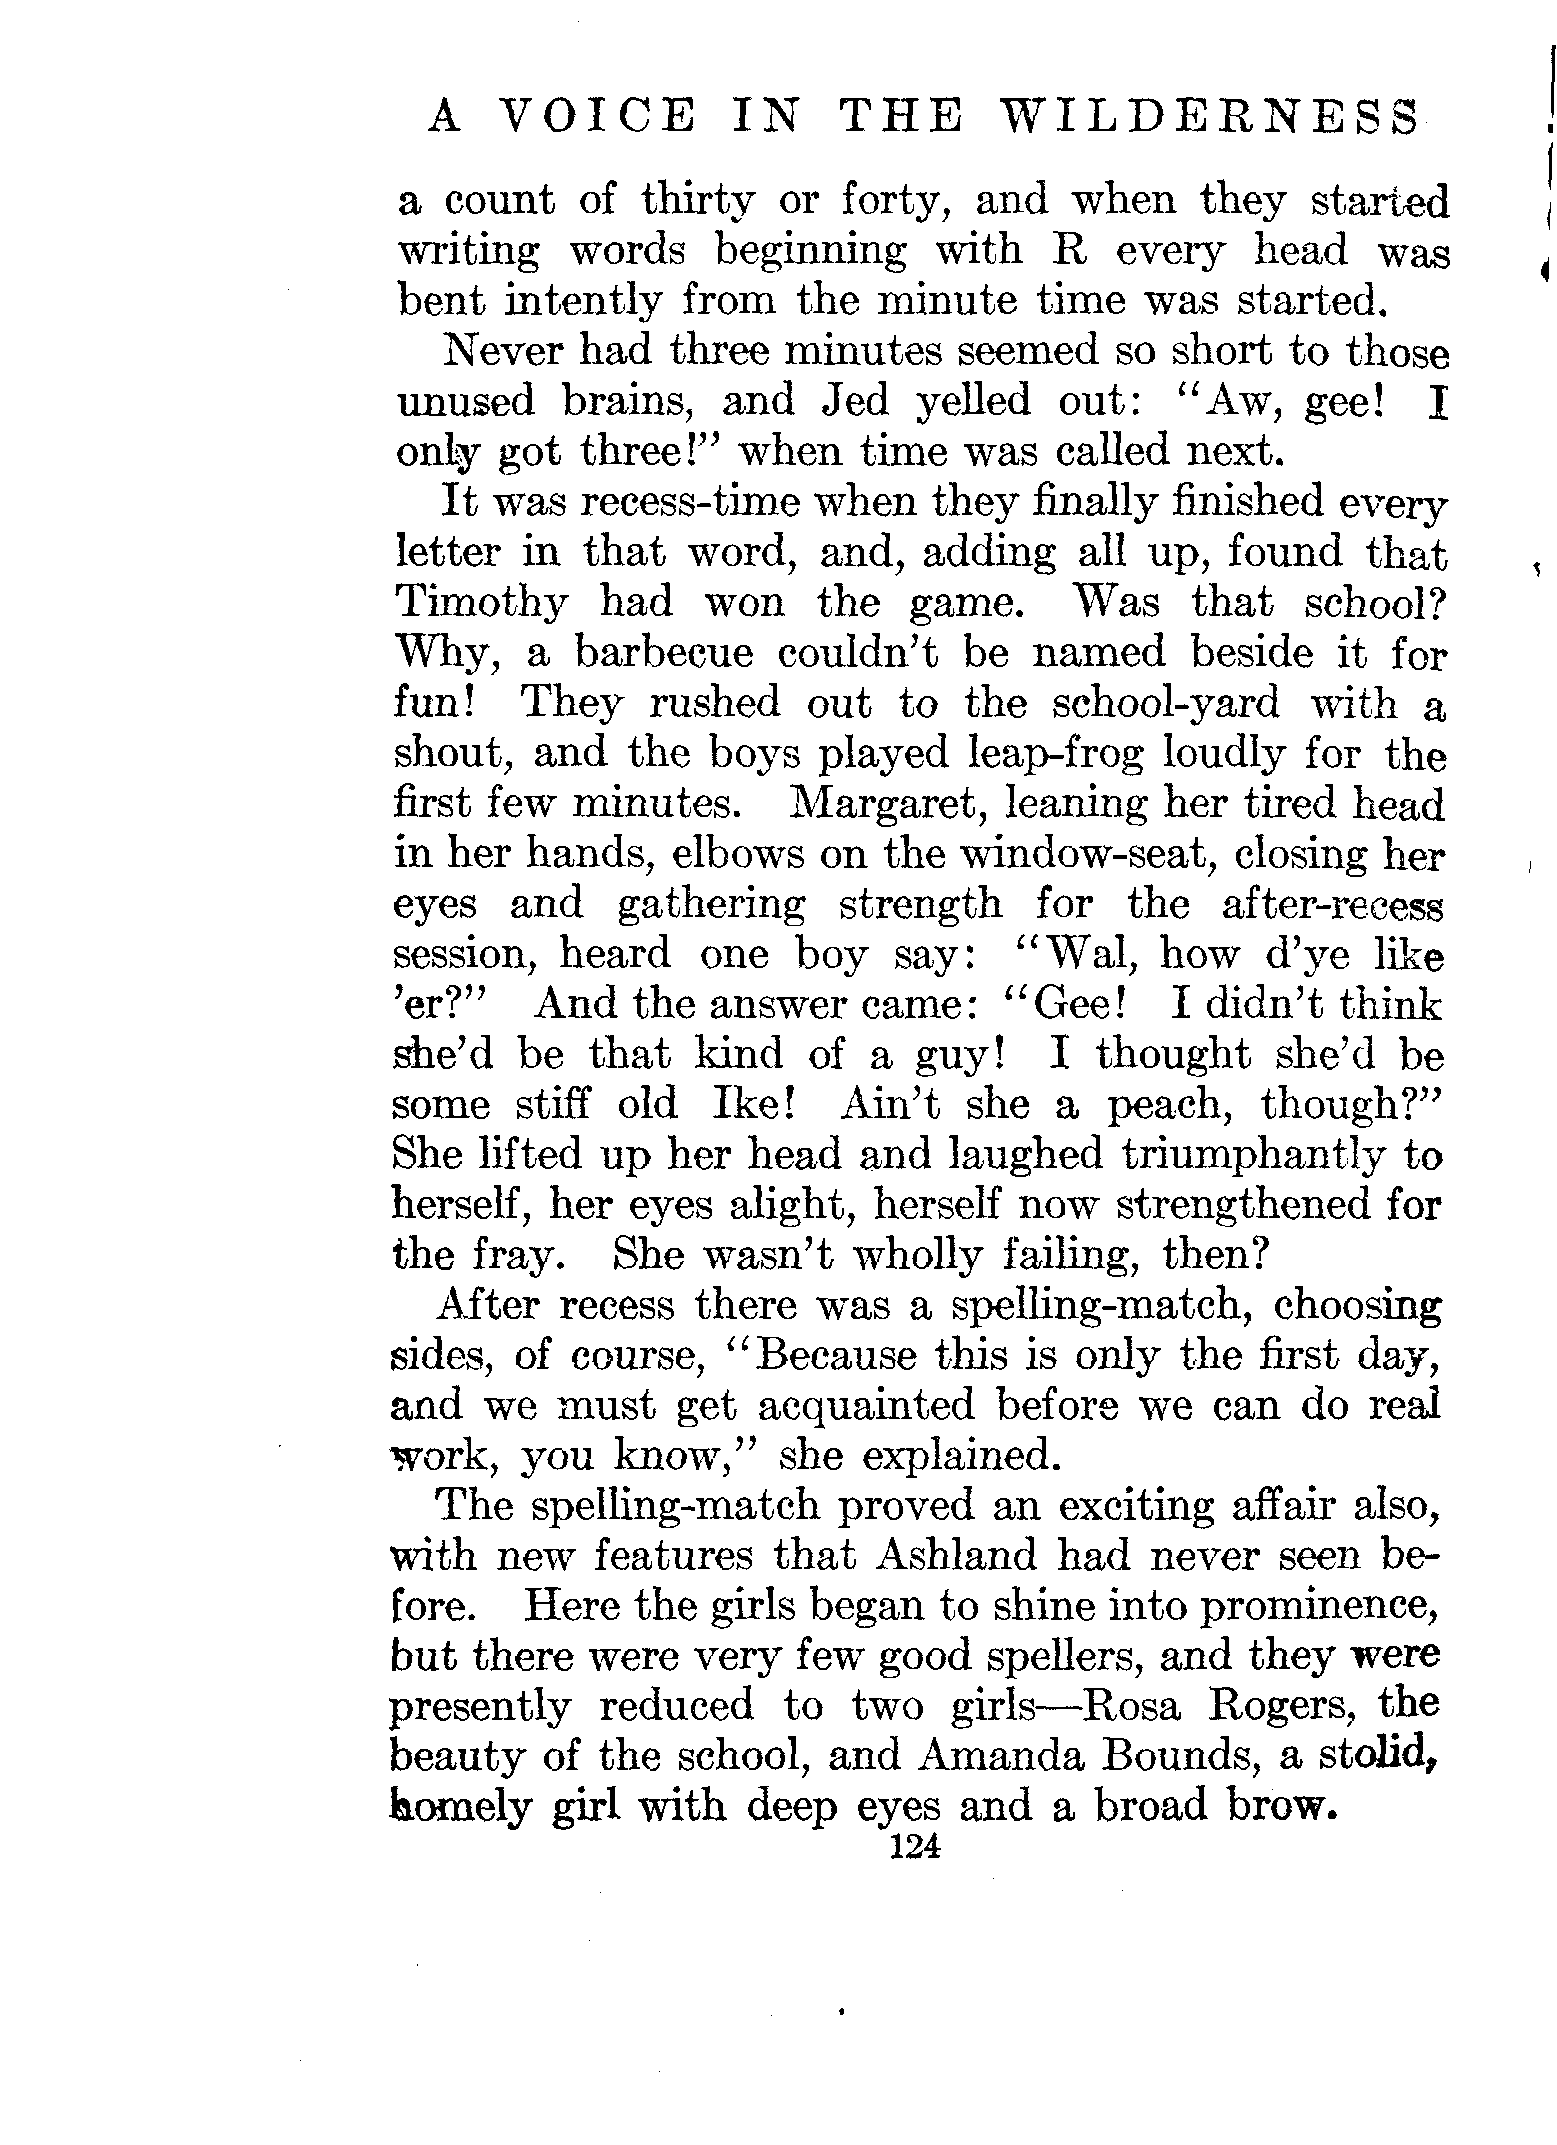 A VOICE IN THE WILDERNESS
a count of thirty or forty, and when they started
writing words beginning with R every head was
bent intently from the minute time was started.
Never had three minutes seemed so short to those
unused brains, and Jed yelled out: "Aw, gee! I
only got three!" when time was called next.
It was recess-time when they finally finished every
letter in that word, and, adding all up, found that
Timothy had won the game. Was that school?
Why, a barbecue couldn't be named beside it for
fun! They rushed out to the school-yard with a
shout, and the boys played leap-frog loudly for the
first few minutes. Margaret, leaning her tired head
in her hands, elbows on the window-seat, closing her
eyes and gathering strength for the after-recess
session, heard one boy say: "Wal, how d'ye like
'er?" And the answer came: "Gee! I didn't think
she'd be that kind of a guy! I thought she'd be
some stiff old Ike! Ain't she a peach, though?"
She lifted up her head and laughed triumphantly to
herself, her eyes alight, herself now strengthened for
the fray. She wasn't wholly failing, then?
After recess there was a spelling-match, choosing
sides, of course, "Because this is only the first day,
and we must get acquainted before we can do real
work, you know," she explained.
The spelling-match proved an exciting affair also,
with new features that Ashland had never seen be-
fore. Here the girls began to shine into prominence,
but there were very few good spellers, and they were
presently reduced to two girls—Rosa Rogers, the
beauty of the school, and Amanda Bounds, a stolid,
homely girl with deep eyes and a broad brow.
124